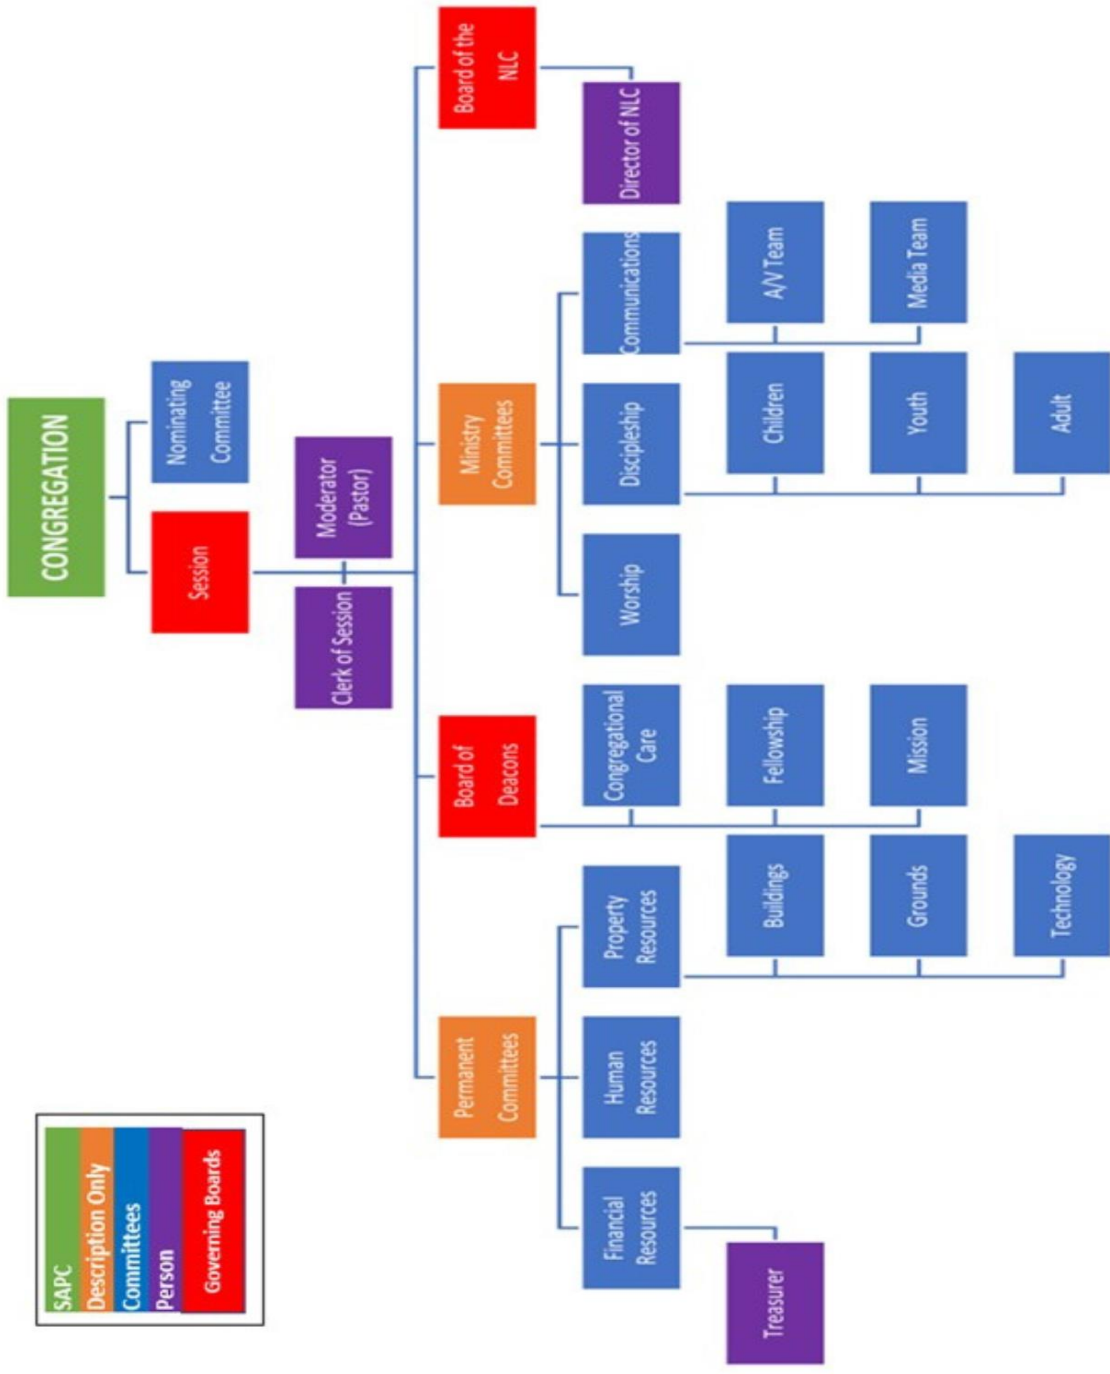 SAPC
Description Only
Committees
Person
Governing Boards
CONGREGATION
Session
Nominating
Committee
Clerk of Session
Moderator
(Pastor)
Permanent
Committees
Board of
Deacons
Ministry
Committees
Board of the
NLC
Financial
Resources
Human
Resources
Property
Resources
Congregational
Care
Worship
Discipleship
Communications
Director of NLC
Treasurer
Buildings
Fellowship
Children
A/V Team
Grounds
Mission
Youth
Media Team
Technology
Adult